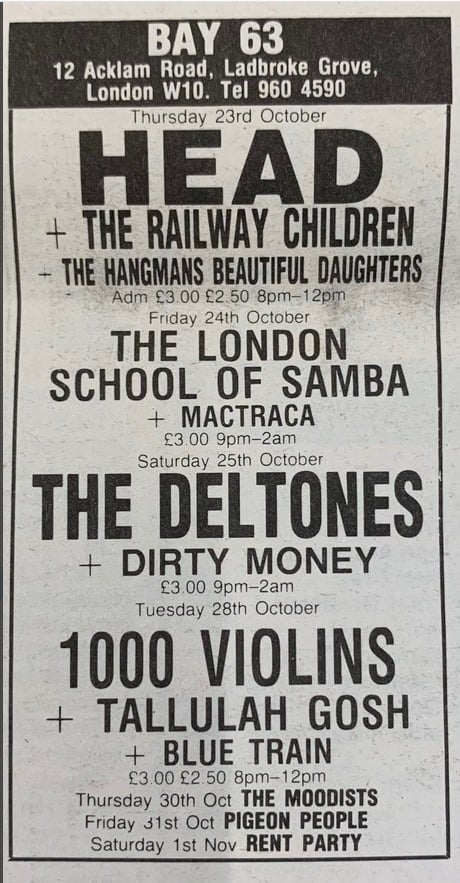 BAY 63
12 Acklam Road, Ladbroke Grove,
London W10. Tel 960 4590
Thursday 23rd October
HEAD
+ THE RAILWAY CHILDREN
+ THE HANGMANS BEAUTIFUL DAUGHTERS
Adm £3.00 £2.50 8pm–12pm
Friday 24th October
THE LONDON
SCHOOL OF SAMBA
+ MACTRACA
£3.00 9pm–2am
Saturday 25th October
THE DELTONES
+ DIRTY MONEY
£3.00 9pm–2am
Tuesday 28th October
1000 VIOLINS
+ TALLULAH GOSH
+ BLUE TRAIN
£3.00 £2.50 8pm–12pm
Thursday 30th Oct THE MOODISTS
Friday 31st Oct PIGEON PEOPLE
Saturday 1st Nov RENT PARTY